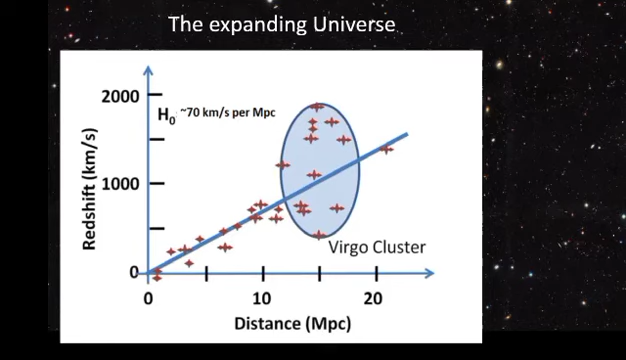 The expanding Universe
2000
H0 ~70 km/s per Mpc
Redshift (km/s)
1000
Virgo Cluster
0
0 10 20
Distance (Mpc)